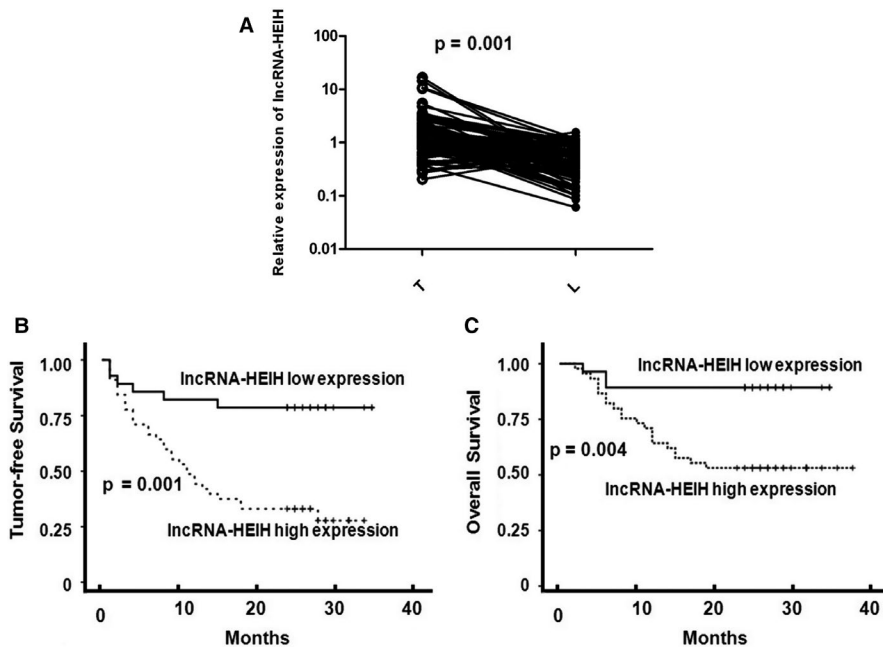 A
p = 0.001
Relative expression of lncRNA-HEIH
100
10
1
0.1
0.01
T
L
B
Tumor-free Survival
1.00
0.75
0.50
0.25
0
lncRNA-HEIH low expression
p = 0.001
lncRNA-HEIH high expression
0
10
20
30
40
Months
C
Overall Survival
1.00
0.75
0.50
0.25
0
lncRNA-HEIH low expression
p = 0.004
lncRNA-HEIH high expression
0
10
20
30
40
Months